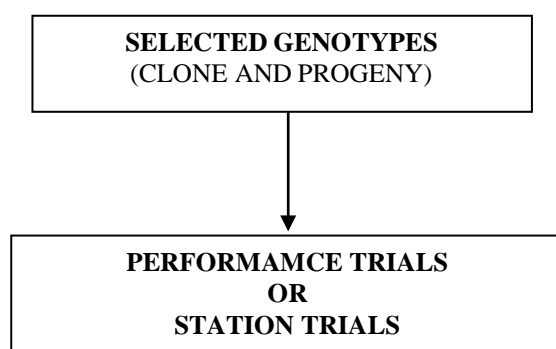 SELECTED GENOTYPES
(CLONE AND PROGENY)
PERFORMAMCE TRIALS
OR
STATION TRIALS